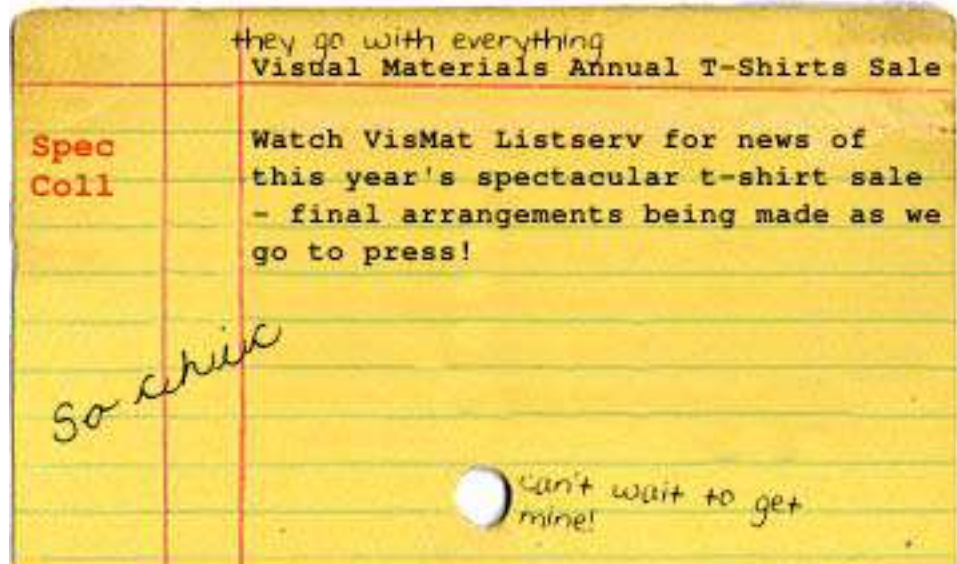 they go with everything
Visual Materials Annual T-Shirts Sale
Spec
Coll
Watch VisMat Listserv for news of
this year's spectacular t-shirt sale
- final arrangements being made as we
go to press!
So chic
can't wait to get
mine!